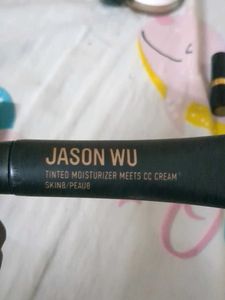 JASON WU
TINTED MOISTURIZER MEETS CC CREAM
SKIN8/PEAU8